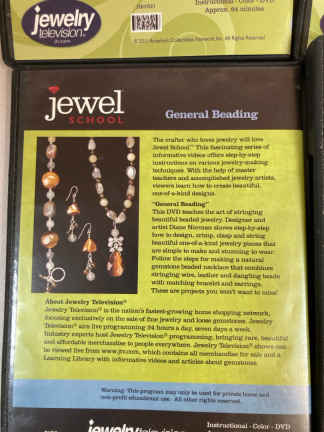 jewelry
television®
Instructional - Color - DVD
Approx. 94 minutes
Reserved
jewel
SCHOOL
General Beading
The crafter who loves jewelry will love
Jewel School.™ This fascinating series of
informative videos offers step-by-step
instructions on various jewelry-making
techniques. With the help of master
teachers and accomplished jewelry artists,
viewers learn how to create beautiful,
one-of-a-kind designs.
"General Beading"
This DVD teaches the art of stringing
beautiful beaded jewelry. Designer and
artist Diane Norman shows step-by-step
how to design, crimp, clasp and string
beautiful one-of-a-kind jewelry pieces that
are simple to make and stunning to wear.
Follow the steps for making a natural
gemstone beaded necklace that combines
stringing wire, leather and dangling beads
with matching bracelet and earrings.
These are projects you won't want to miss!
About Jewelry Television®
Jewelry Television® is the nation's fastest-growing home shopping network,
focusing exclusively on the sale of fine jewelry and loose gemstones. Jewelry
Television® airs live programming 24 hours a day, seven days a week.
Industry experts host Jewelry Television® programming, bringing rare, beautiful
and affordable merchandise to people everywhere. Jewelry Television® shows can
be viewed live from www.jtv.com, which contains all merchandise for sale and a
Learning Library with informative videos and articles about gemstones.
Warning: This program may only be used for private home and
non-profit educational use. All other rights reserved.
jewelry
Instructional - Color - DVD